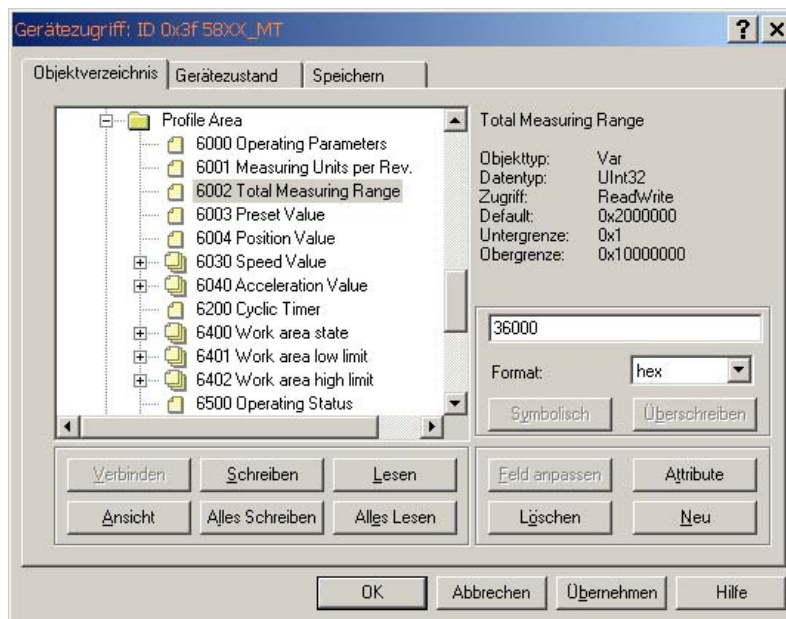 Gerätezugriff: ID 0x3f 58XX_MT
Objektverzeichnis Gerätezustand Speichern
Profile Area
6000 Operating Parameters
6001 Measuring Units per Rev.
6002 Total Measuring Range
6003 Preset Value
6004 Position Value
6030 Speed Value
6040 Acceleration Value
6200 Cyclic Timer
6400 Work area state
6401 Work area low limit
6402 Work area high limit
6500 Operating Status
Total Measuring Range
Objekttyp: Var
Datentyp: UInt32
Zugriff: ReadWrite
Default: 0x2000000
Untergrenze: 0x1
Obergrenze: 0x10000000
36000
Format: hex
Symbolisch Überschreiben
Verbinden Schreiben Lesen
Ansicht Alles Schreiben Alles Lesen
Feld anpassen Attribute
Löschen Neu
OK Abbrechen Übernehmen Hilfe